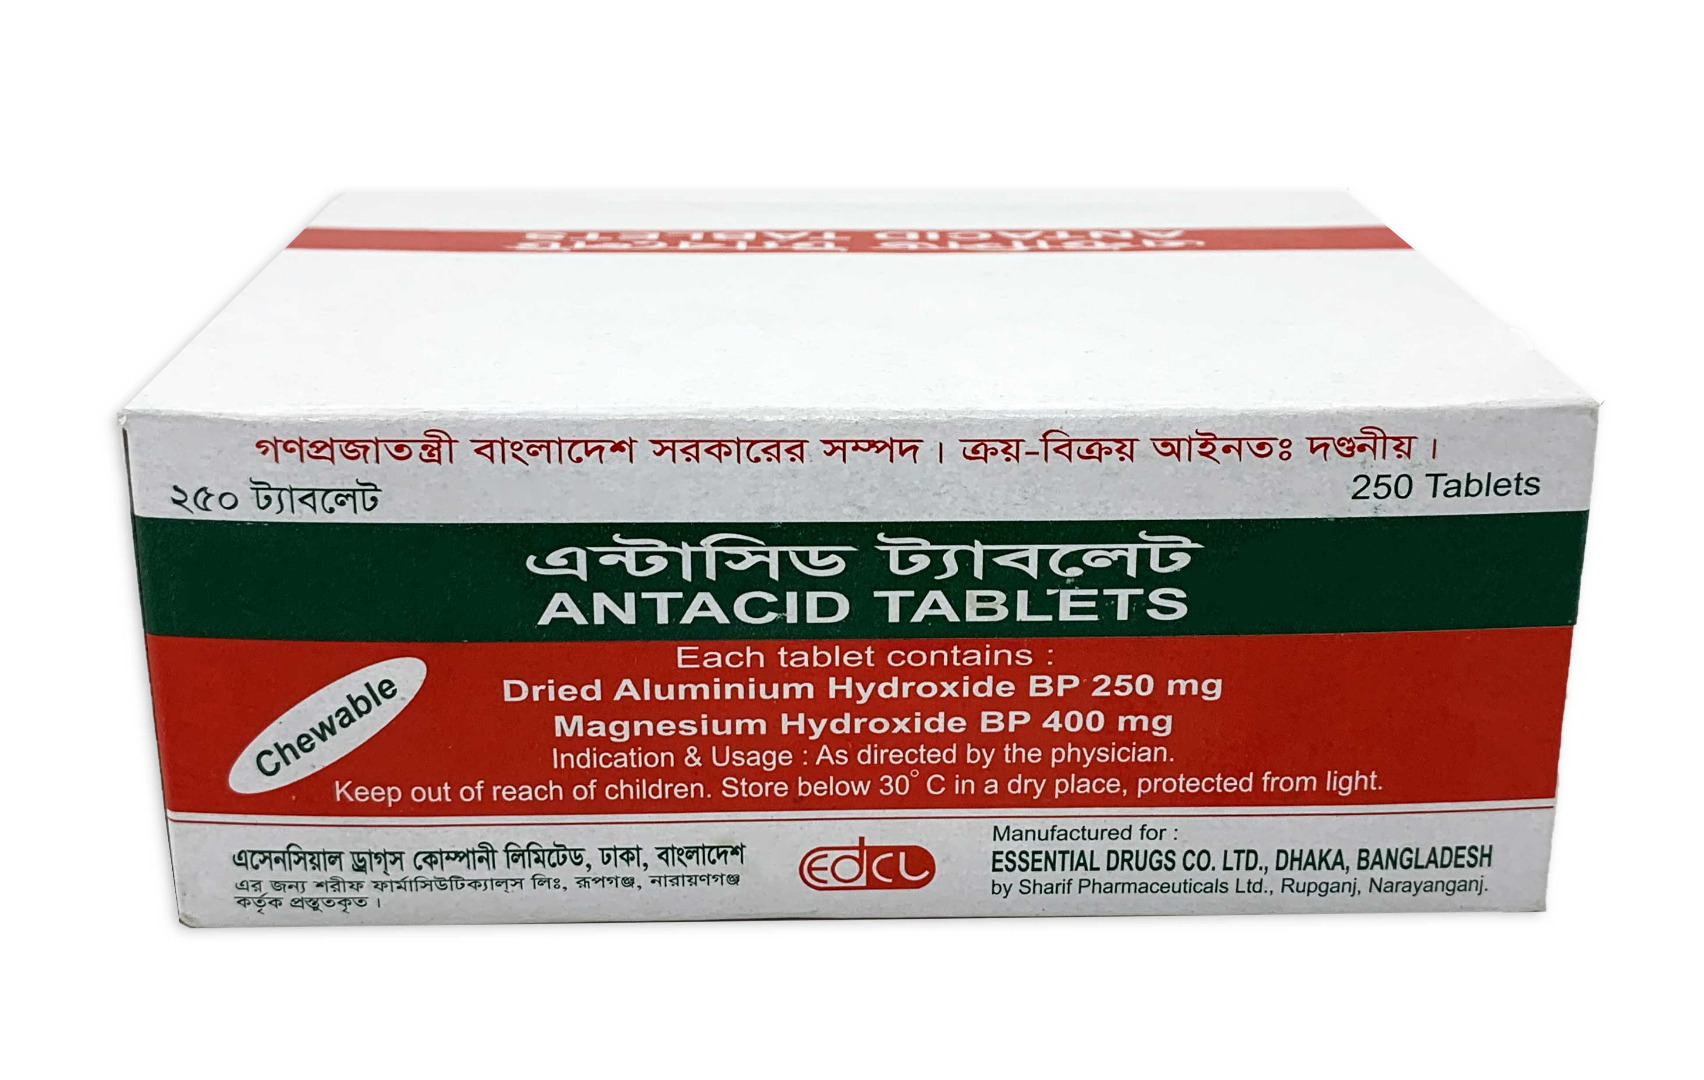 ANTACID TABLETS
এন্টাসিড ট্যাবলেট
গণপ্রজাতন্ত্রী বাংলাদেশ সরকারের সম্পদ। ক্রয়-বিক্রয় আইনতঃ দণ্ডনীয়।
২৫০ ট্যাবলেট
250 Tablets
এন্টাসিড ট্যাবলেট
ANTACID TABLETS
Each tablet contains :
Dried Aluminium Hydroxide BP 250 mg
Magnesium Hydroxide BP 400 mg
Chewable
Indication & Usage : As directed by the physician.
Keep out of reach of children. Store below 30° C in a dry place, protected from light.
এসেনসিয়াল ড্রাগ্স কোম্পানী লিমিটেড, ঢাকা, বাংলাদেশ
এর জন্য শরীফ ফার্মাসিউটিক্যাল্স লিঃ, রূপগঞ্জ, নারায়ণগঞ্জ
কর্তৃক প্রস্তুতকৃত।
edcl
Manufactured for :
ESSENTIAL DRUGS CO. LTD., DHAKA, BANGLADESH
by Sharif Pharmaceuticals Ltd., Rupganj, Narayanganj.